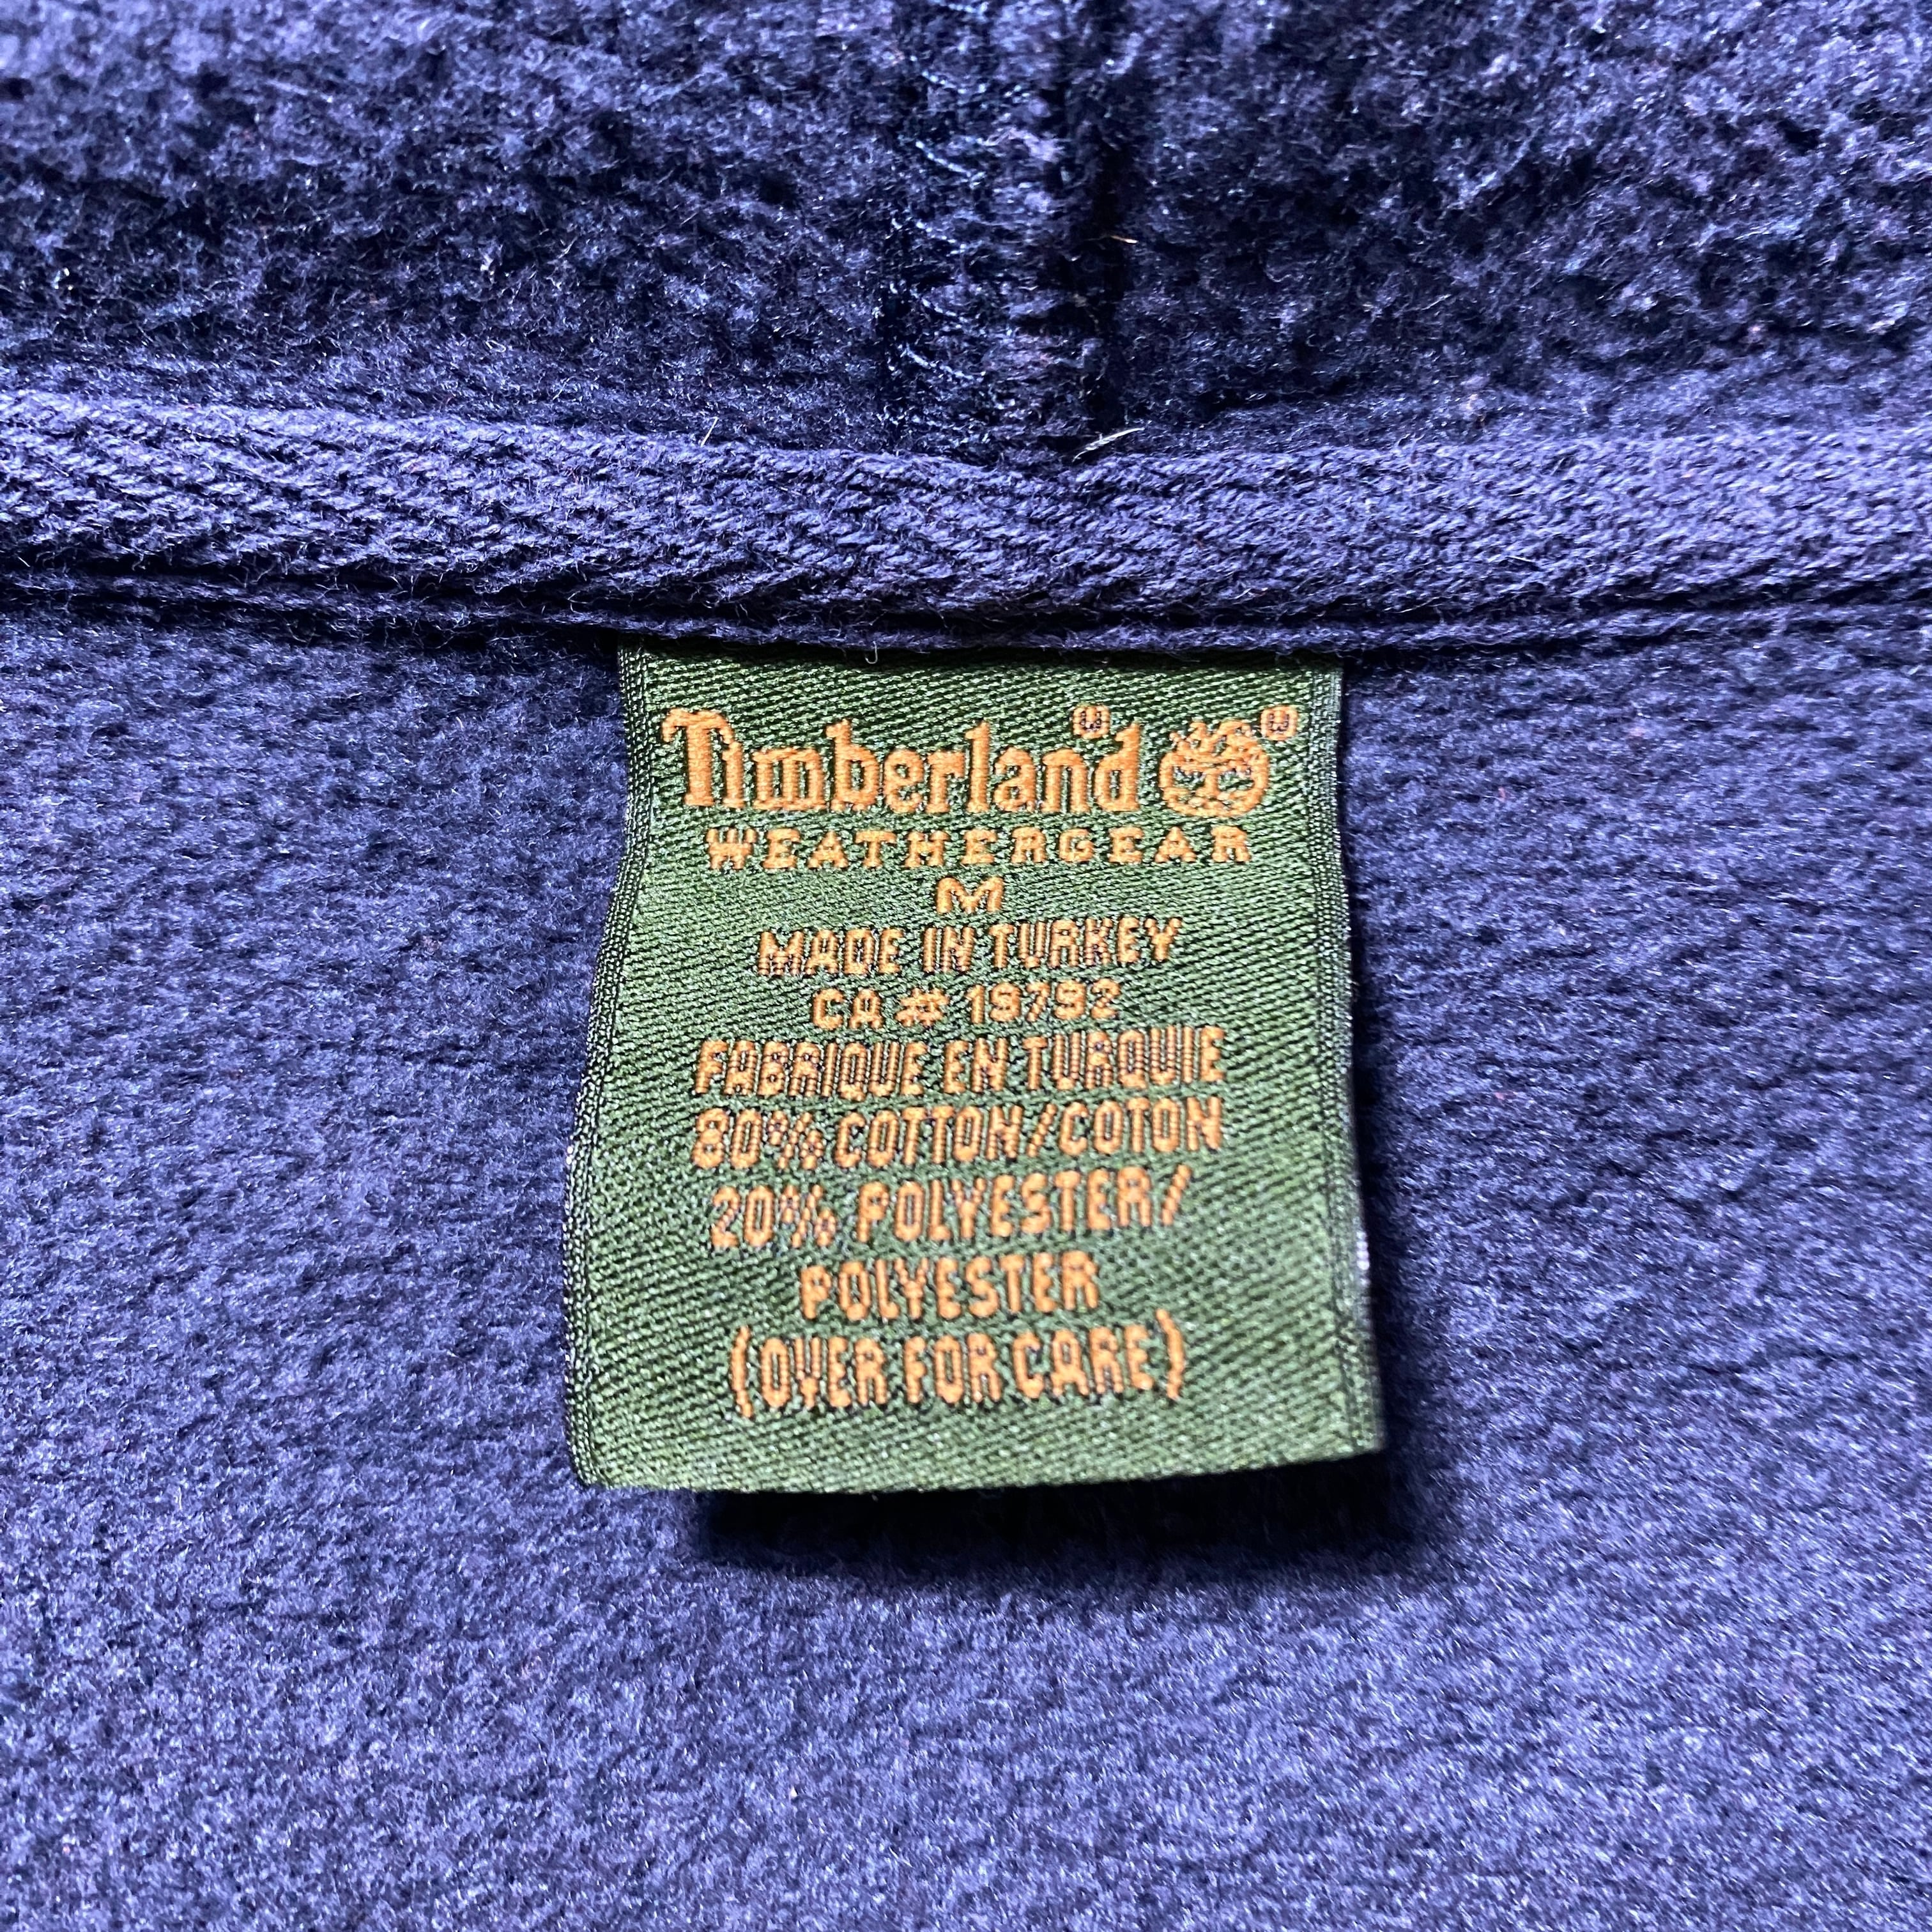 Timberland ®
WEATHERGEAR
M
MADE IN TURKEY
CA # 19792
FABRIQUE EN TURQUIE
80% COTTON/COTON
20% POLYESTER/
POLYESTER
(OVER FOR CARE)